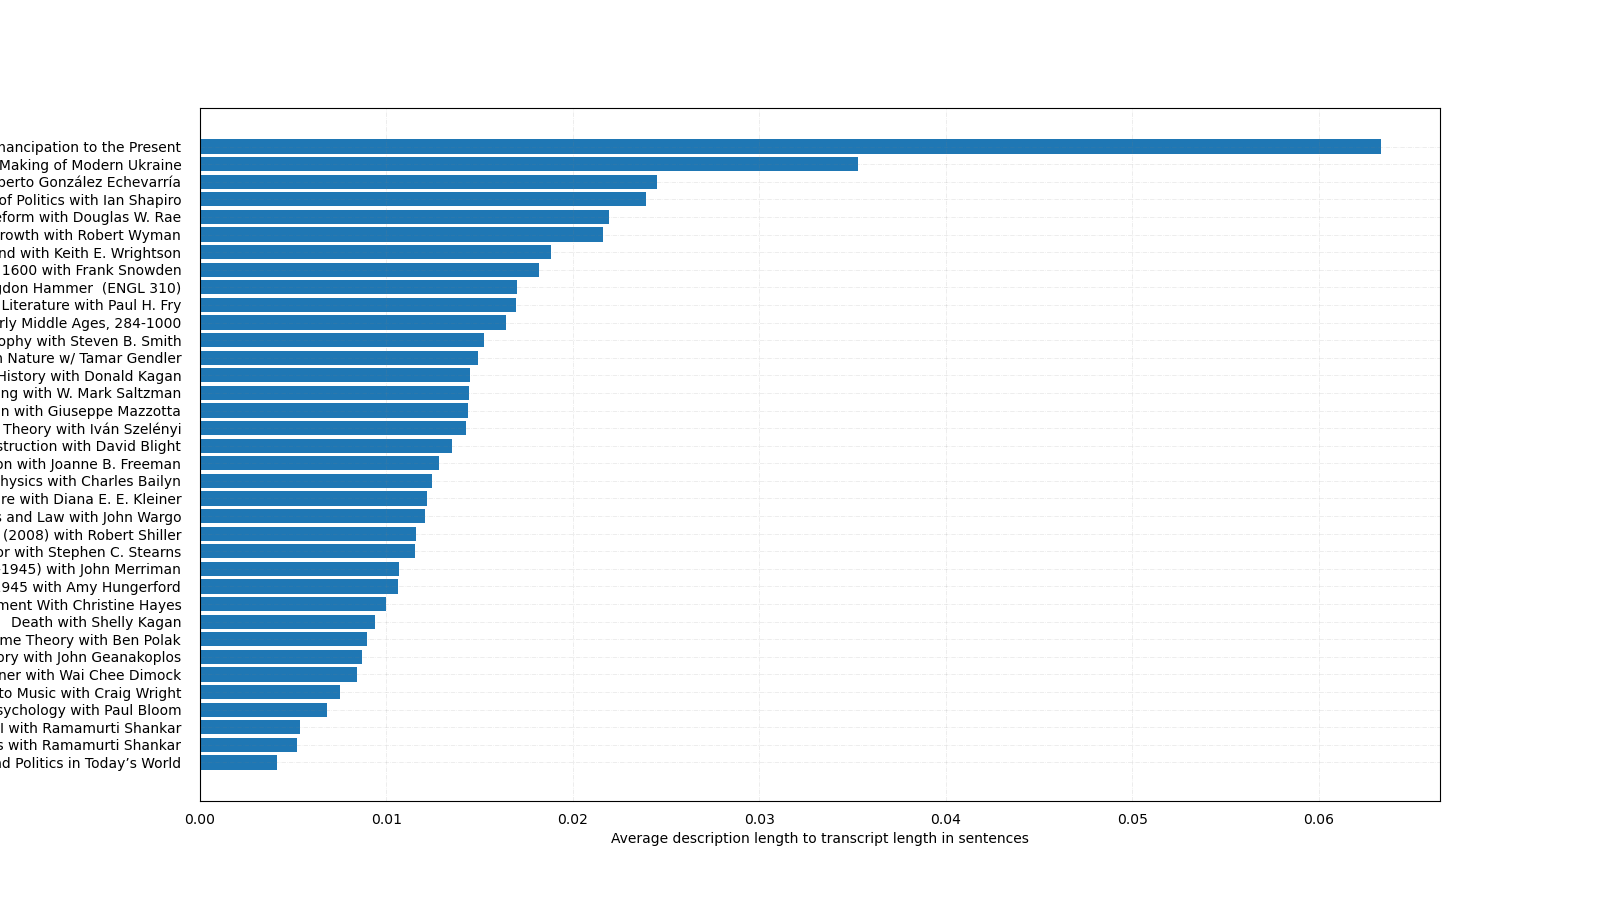 mancipation to the Present
Making of Modern Ukraine
berto González Echevarría
of Politics with Ian Shapiro
eform with Douglas W. Rae
rowth with Robert Wyman
nd with Keith E. Wrightson
1600 with Frank Snowden
gdon Hammer (ENGL 310)
Literature with Paul H. Fry
rly Middle Ages, 284-1000
ophy with Steven B. Smith
n Nature w/ Tamar Gendler
History with Donald Kagan
ng with W. Mark Saltzman
n with Giuseppe Mazzotta
Theory with Iván Szelényi
struction with David Blight
on with Joanne B. Freeman
hysics with Charles Bailyn
re with Diana E. E. Kleiner
s and Law with John Wargo
(2008) with Robert Shiller
or with Stephen C. Stearns
1945) with John Merriman
945 with Amy Hungerford
ment With Christine Hayes
Death with Shelly Kagan
me Theory with Ben Polak
ory with John Geanakoplos
ner with Wai Chee Dimock
to Music with Craig Wright
sychology with Paul Bloom
I with Ramamurti Shankar
s with Ramamurti Shankar
d Politics in Today’s World
0.00 0.01 0.02 0.03 0.04 0.05 0.06
Average description length to transcript length in sentences